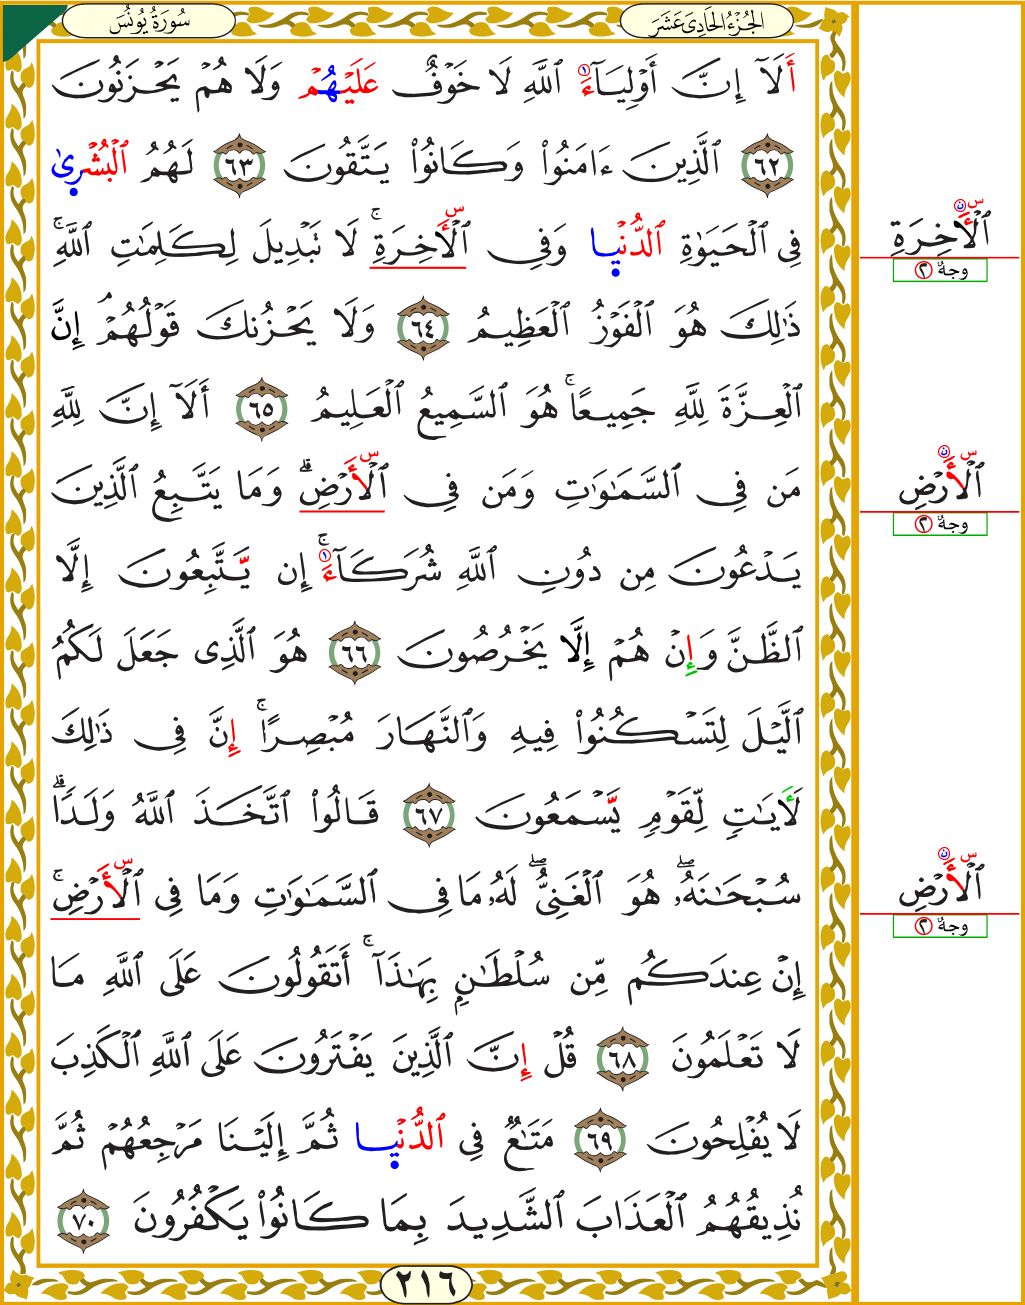 سُورَةُ يُونُسَ
الجُزْءُ الحَادِىَ عَشَرَ
أَلَآ إِنَّ أَوْلِيَآءَ ١ ٱللَّهِ لَا خَوْفٌ عَلَيْهُمْ وَلَا هُمْ يَحْزَنُونَ
٦٢ ٱلَّذِينَ ءَامَنُوا۟ وَكَانُوا۟ يَتَّقُونَ ٦٣ لَهُمُ ٱلْبُشْرِىٰ
فِى ٱلْحَيَوٰةِ ٱلدُّنْيِا وَفِى ٱلْـَٔاخِرَةِ ۚ لَا تَبْدِيلَ لِكَلِمَٰتِ ٱللَّهِ ۚ
ذَٰلِكَ هُوَ ٱلْفَوْزُ ٱلْعَظِيمُ ٦٤ وَلَا يَحْزُنكَ قَوْلُهُمْ ۘ إِنَّ
ٱلْعِزَّةَ لِلَّهِ جَمِيعًا ۚ هُوَ ٱلسَّمِيعُ ٱلْعَلِيمُ ٦٥ أَلَآ إِنَّ لِلَّهِ
مَن فِى ٱلسَّمَٰوَٰتِ وَمَن فِى ٱلْأَرْضِ ۗ وَمَا يَتَّبِعُ ٱلَّذِينَ
يَدْعُونَ مِن دُونِ ٱللَّهِ شُرَكَآءَ ١ ۚ إِن يَّتَّبِعُونَ إِلَّا
ٱلظَّنَّ وَإِنْ هُمْ إِلَّا يَخْرُصُونَ ٦٦ هُوَ ٱلَّذِى جَعَلَ لَكُمُ
ٱلَّيْلَ لِتَسْكُنُوا۟ فِيهِ وَٱلنَّهَارَ مُبْصِرًا ۚ إِنَّ فِى ذَٰلِكَ
لَـَٔايَٰتٍ لِّقَوْمٍ يَّسْمَعُونَ ٦٧ قَالُوا۟ ٱتَّخَذَ ٱللَّهُ وَلَدًا ۗ
سُبْحَٰنَهُۥ ۖ هُوَ ٱلْغَنِىُّ ۖ لَهُۥ مَا فِى ٱلسَّمَٰوَٰتِ وَمَا فِى ٱلْأَرْضِ ۚ
إِنْ عِندَكُم مِّن سُلْطَٰنٍۭ بِهَٰذَآ ۚ أَتَقُولُونَ عَلَى ٱللَّهِ مَا
لَا تَعْلَمُونَ ٦٨ قُلْ إِنَّ ٱلَّذِينَ يَفْتَرُونَ عَلَى ٱللَّهِ ٱلْكَذِبَ
لَا يُفْلِحُونَ ٦٩ مَتَٰعٌ فِى ٱلدُّنْيِا ثُمَّ إِلَيْنَا مَرْجِعُهُمْ ثُمَّ
نُذِيقُهُمُ ٱلْعَذَابَ ٱلشَّدِيدَ بِمَا كَانُوا۟ يَكْفُرُونَ ٧٠
٢١٦
ٱلْـَٔاخِرَةِ س ن
وجهٌ ٢
ٱلْأَرْضِ س ن
وجهٌ ٢
ٱلْأَرْضِ س ن
وجهٌ ٢